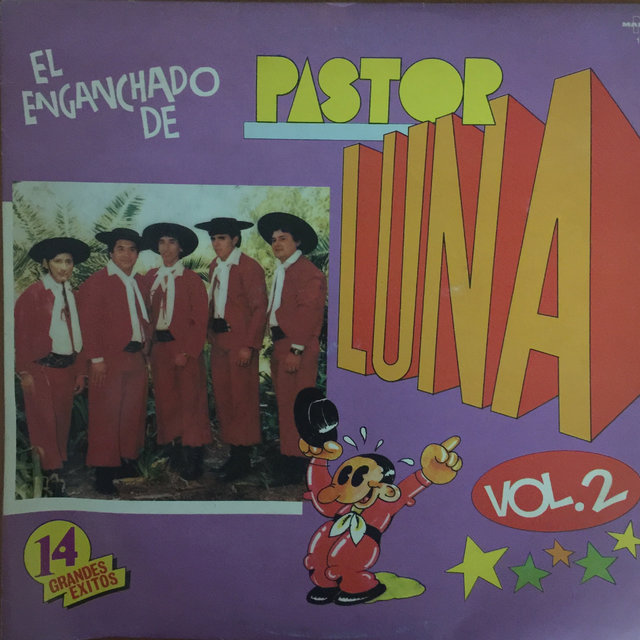 EL
ENGANCHADO
DE
PASTOR
LUNA
VOL. 2
14
GRANDES
EXITOS